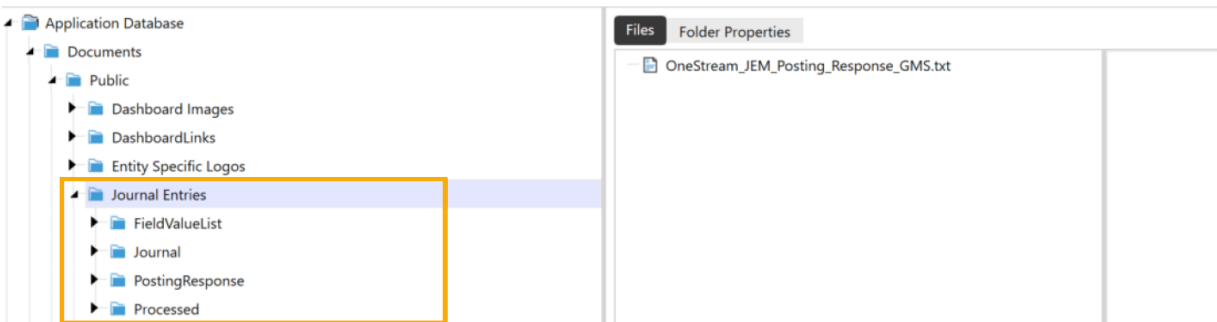 Application Database
Documents
Public
Dashboard Images
DashboardLinks
Entity Specific Logos
Journal Entries
FieldValueList
Journal
PostingResponse
Processed
Files Folder Properties
OneStream_JEM_Posting_Response_GMS.txt